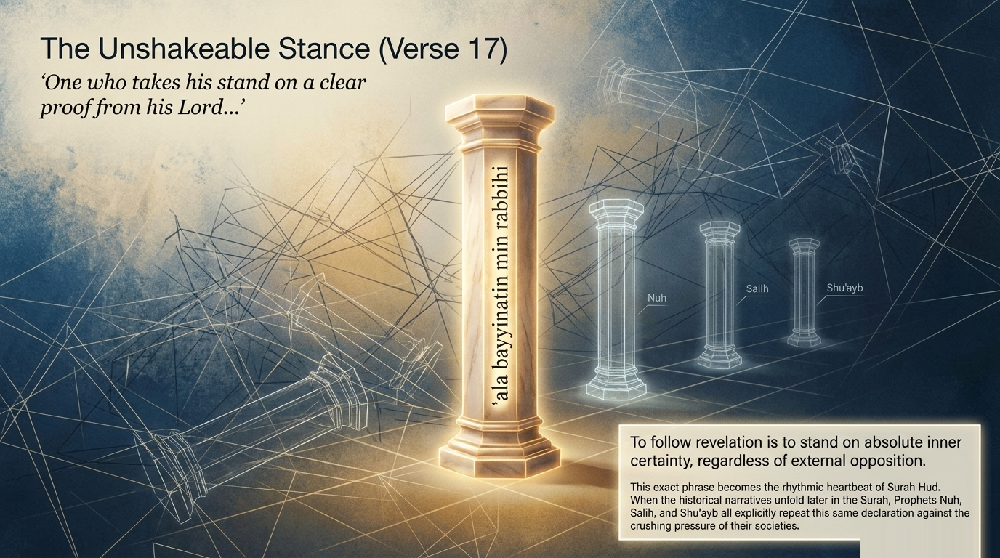 The Unshakeable Stance (Verse 17)
‘One who takes his stand on a clear
proof from his Lord...’
‘ala bayyinatin min rabbihi
Nuh
Salih
Shu'ayb
To follow revelation is to stand on absolute inner
certainty, regardless of external opposition.
This exact phrase becomes the rhythmic heartbeat of Surah Hud.
When the historical narratives unfold later in the Surah, Prophets Nuh,
Salih, and Shu'ayb all explicitly repeat this same declaration against the
crushing pressure of their societies.